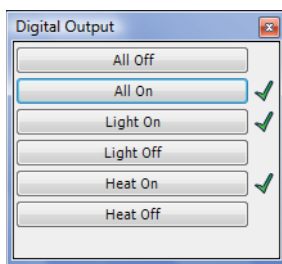 Digital Output
All Off
All On
Light On
Light Off
Heat On
Heat Off